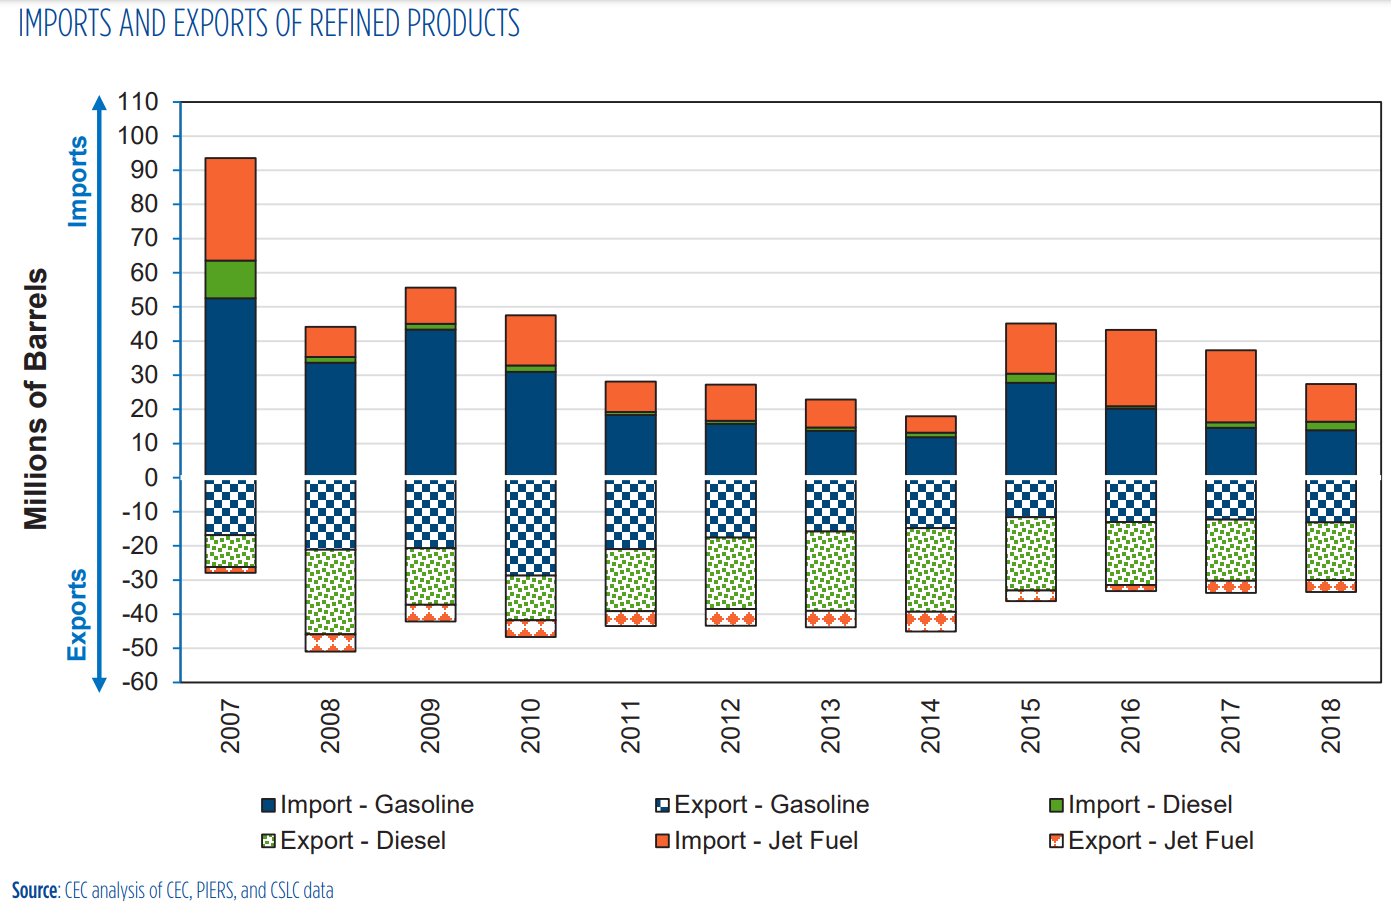 IMPORTS AND EXPORTS OF REFINED PRODUCTS
Imports
Exports
Millions of Barrels
110
100
90
80
70
60
50
40
30
20
10
0
-10
-20
-30
-40
-50
-60
2007 2008 2009 2010 2011 2012 2013 2014 2015 2016 2017 2018
Import - Gasoline Export - Gasoline Import - Diesel
Export - Diesel Import - Jet Fuel Export - Jet Fuel
Source: CEC analysis of CEC, PIERS, and CSLC data